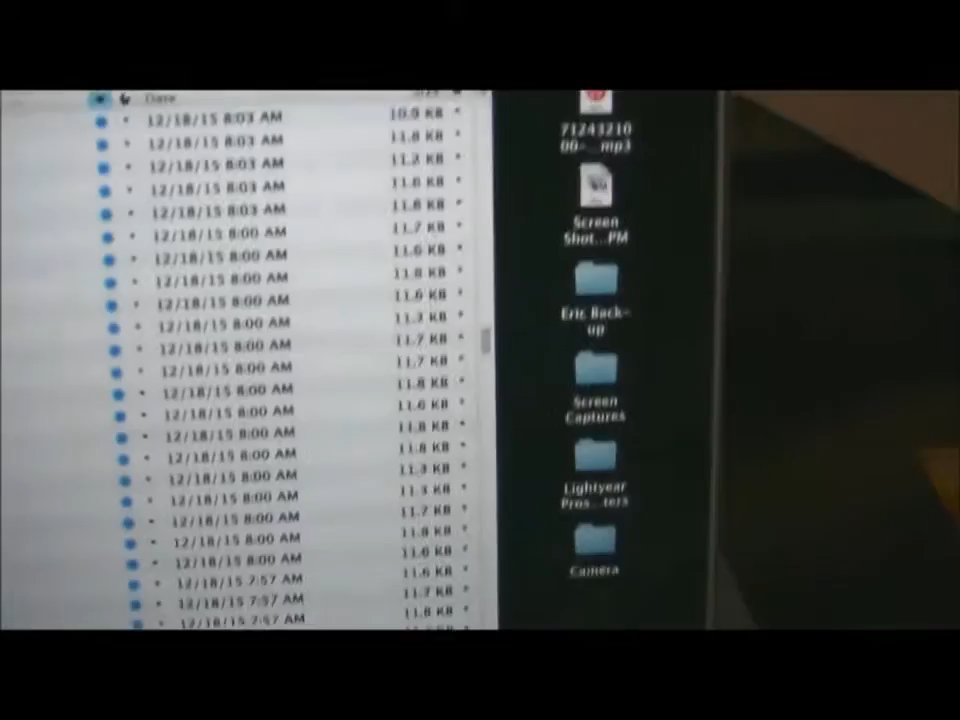 Date Size
12/18/15 8:03 AM 10.9 KB
12/18/15 8:03 AM 11.8 KB
12/18/15 8:03 AM 11.2 KB
12/18/15 8:03 AM 11.6 KB
12/18/15 8:03 AM 11.8 KB
12/18/15 8:00 AM 11.7 KB
12/18/15 8:00 AM 11.6 KB
12/18/15 8:00 AM 11.8 KB
12/18/15 8:00 AM 11.6 KB
12/18/15 8:00 AM 11.3 KB
12/18/15 8:00 AM 11.7 KB
12/18/15 8:00 AM 11.7 KB
12/18/15 8:00 AM 11.8 KB
12/18/15 8:00 AM 11.6 KB
12/18/15 8:00 AM 11.8 KB
12/18/15 8:00 AM 11.8 KB
12/18/15 8:00 AM 11.3 KB
12/18/15 8:00 AM 11.3 KB
12/18/15 8:00 AM 11.7 KB
12/18/15 8:00 AM 11.8 KB
12/18/15 8:00 AM 11.6 KB
12/18/15 7:57 AM 11.6 KB
12/18/15 7:57 AM 11.7 KB
12/18/15 7:57 AM 11.8 KB
71243210
00-...mp3
Screen
Shot...PM
Eric Back-
up
Screen
Captures
Lightyear
Pros...ters
Camera